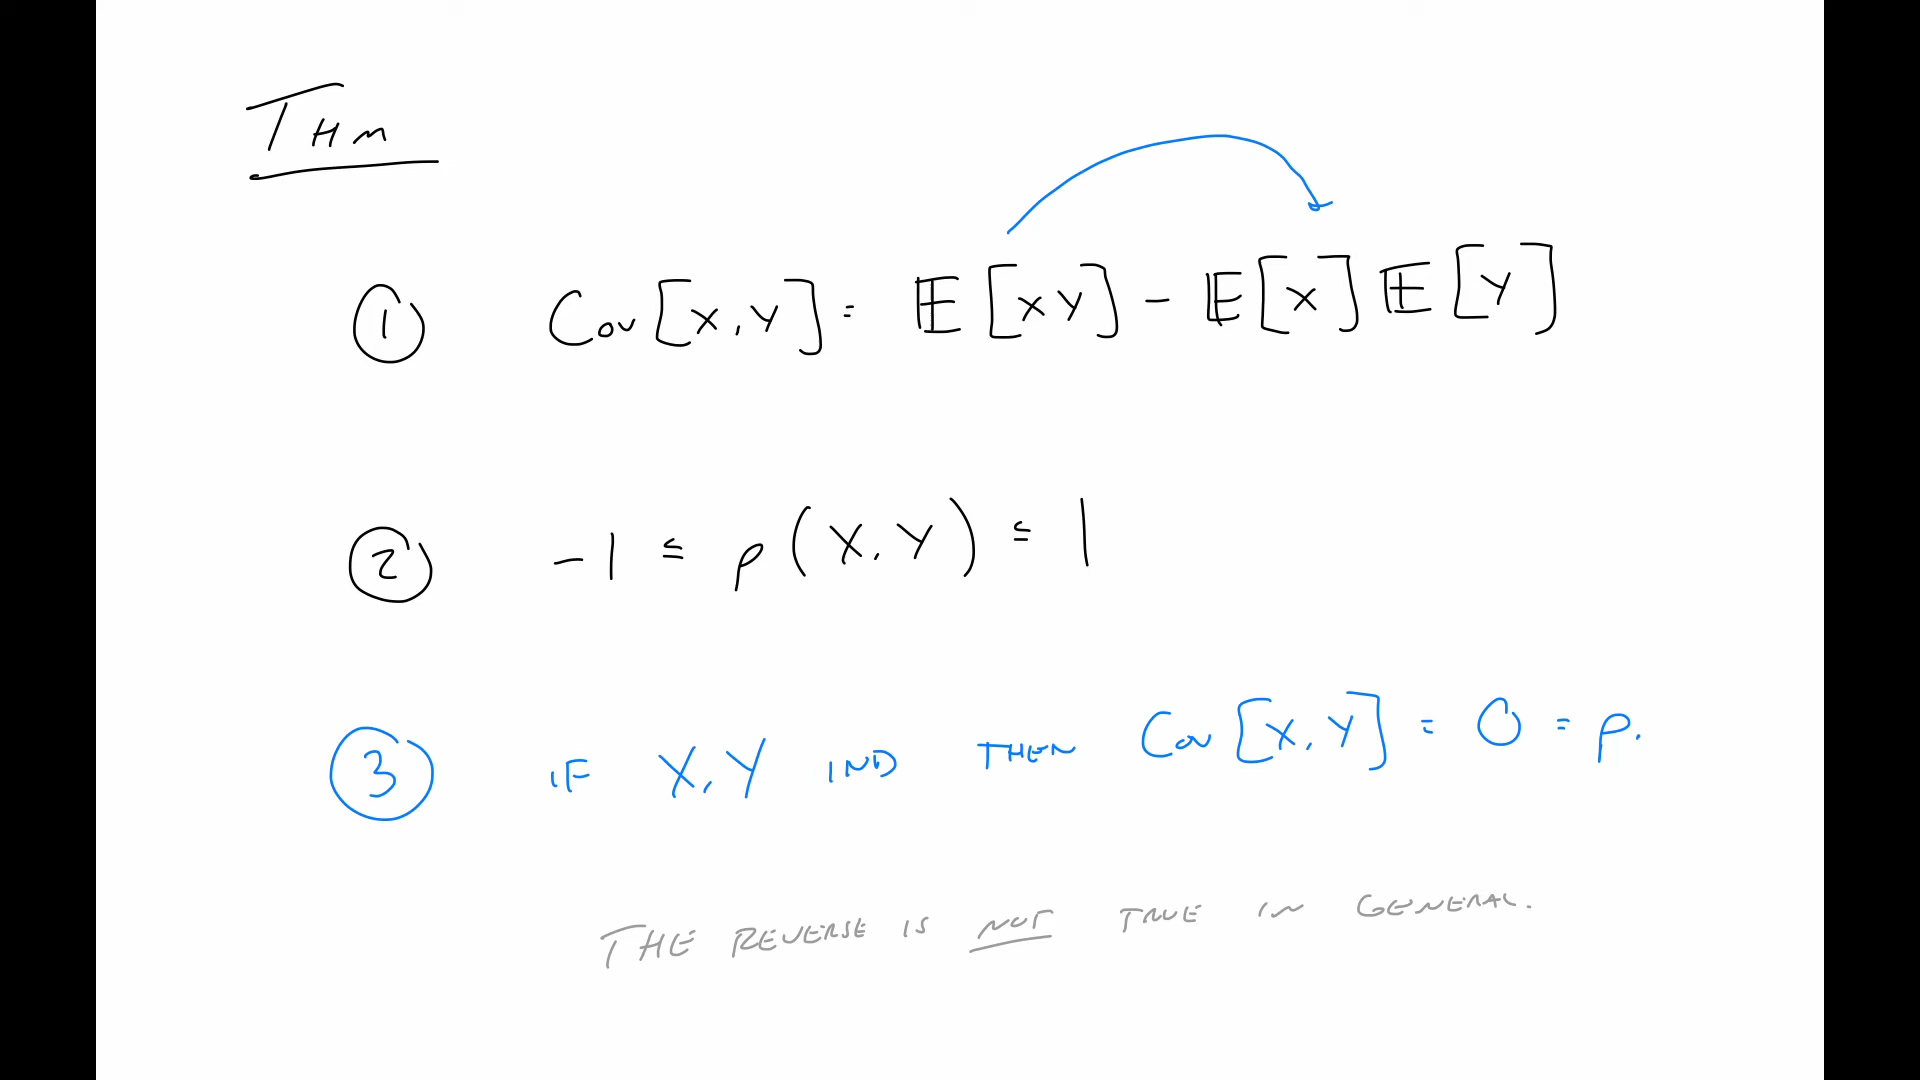 THM
① Cov[X,Y] = 𝔼[XY] - 𝔼[X]𝔼[Y]
② -1 ≤ ρ(X,Y) ≤ 1
③ IF X,Y IND THEN Cov[X,Y] = 0 = ρ.
THE REVERSE IS NOT TRUE IN GENERAL.